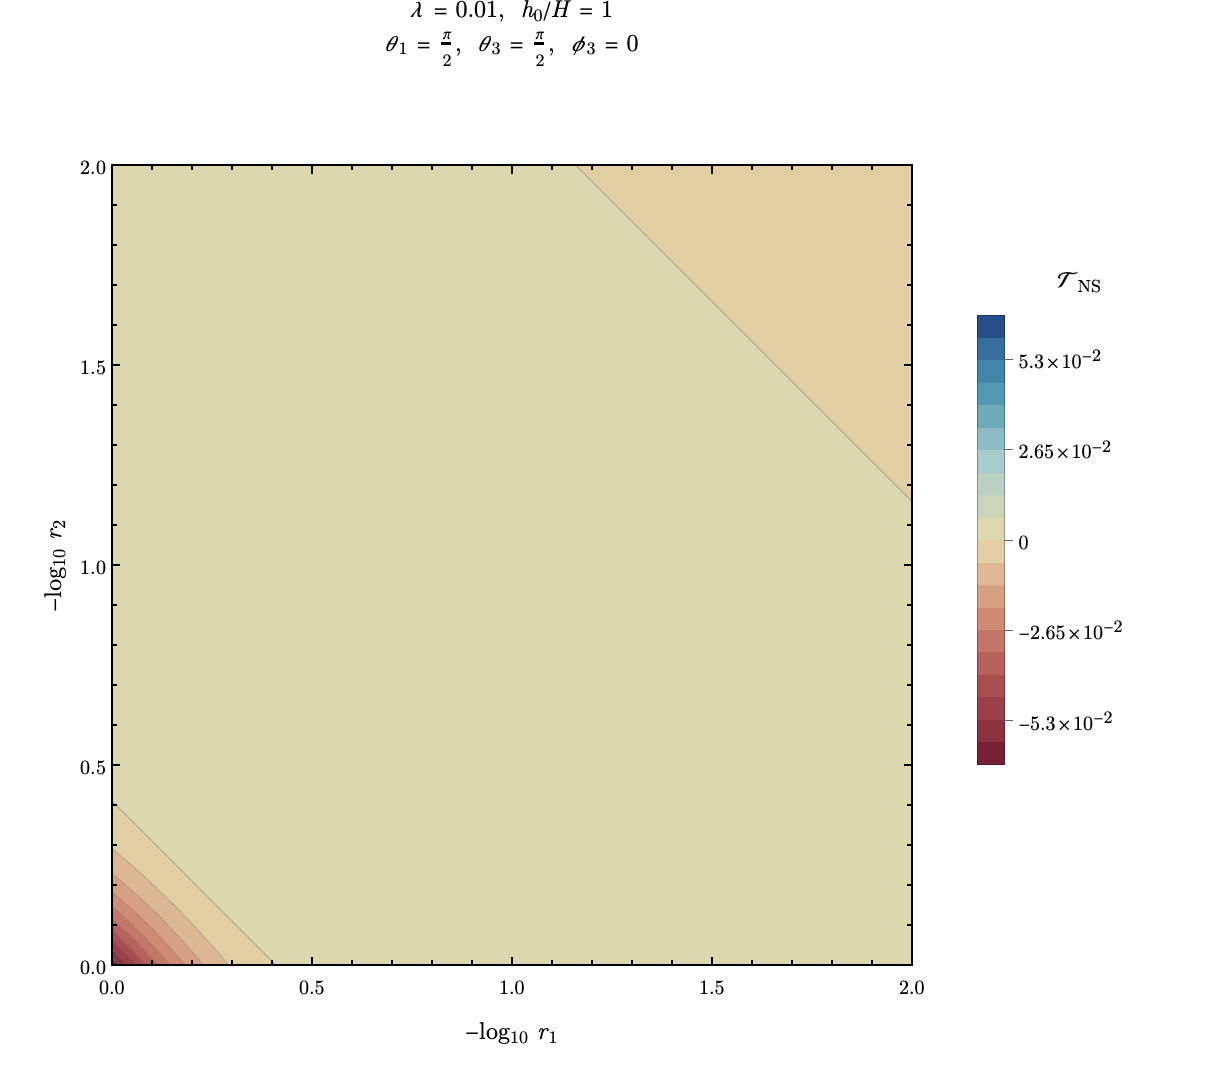 λ = 0.01, h₀/H = 1
θ₁ = π/2, θ₃ = π/2, ϕ₃ = 0
2.0
1.5
1.0
0.5
0.0
−log₁₀ r₂
0.0 0.5 1.0 1.5 2.0
−log₁₀ r₁
𝒯 NS
5.3×10⁻²
2.65×10⁻²
0
−2.65×10⁻²
−5.3×10⁻²